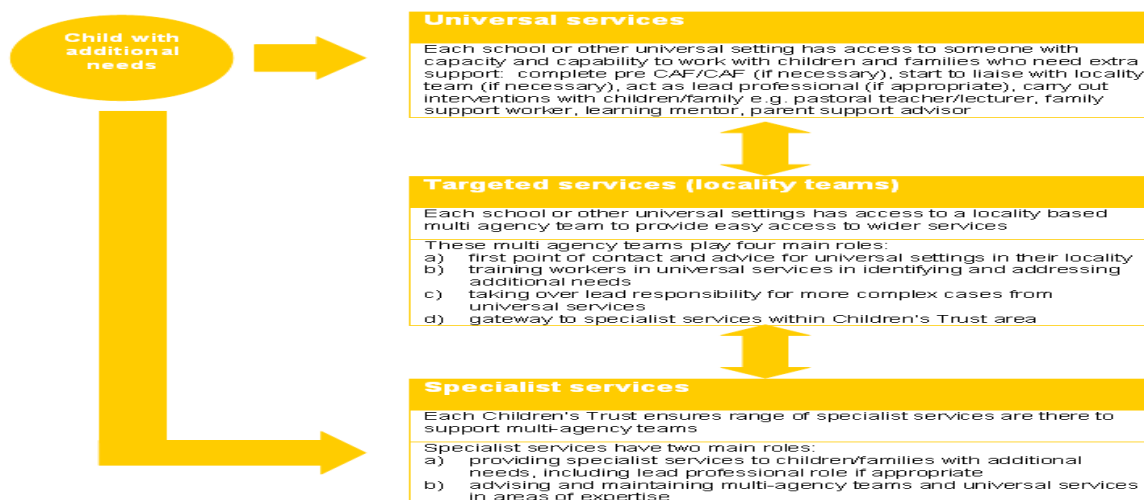 Child with
additional
needs
Universal services
Each school or other universal setting has access to someone with
capacity and capability to work with children and families who need extra
support: complete pre CAF/CAF (if necessary), start to liaise with locality
team (if necessary), act as lead professional (if appropriate), carry out
interventions with children/family e.g. pastoral teacher/lecturer, family
support worker, learning mentor, parent support advisor
Targeted services (locality teams)
Each school or other universal settings has access to a locality based
multi agency team to provide easy access to wider services
These multi agency teams play four main roles:
a) first point of contact and advice for universal settings in their locality
b) training workers in universal services in identifying and addressing
additional needs
c) taking over lead responsibility for more complex cases from
universal services
d) gateway to specialist services within Children's Trust area
Specialist services
Each Children's Trust ensures range of specialist services are there to
support multi-agency teams
Specialist services have two main roles:
a) providing specialist services to children/families with additional
needs, including lead professional role if appropriate
b) advising and maintaining multi-agency teams and universal services
in areas of expertise